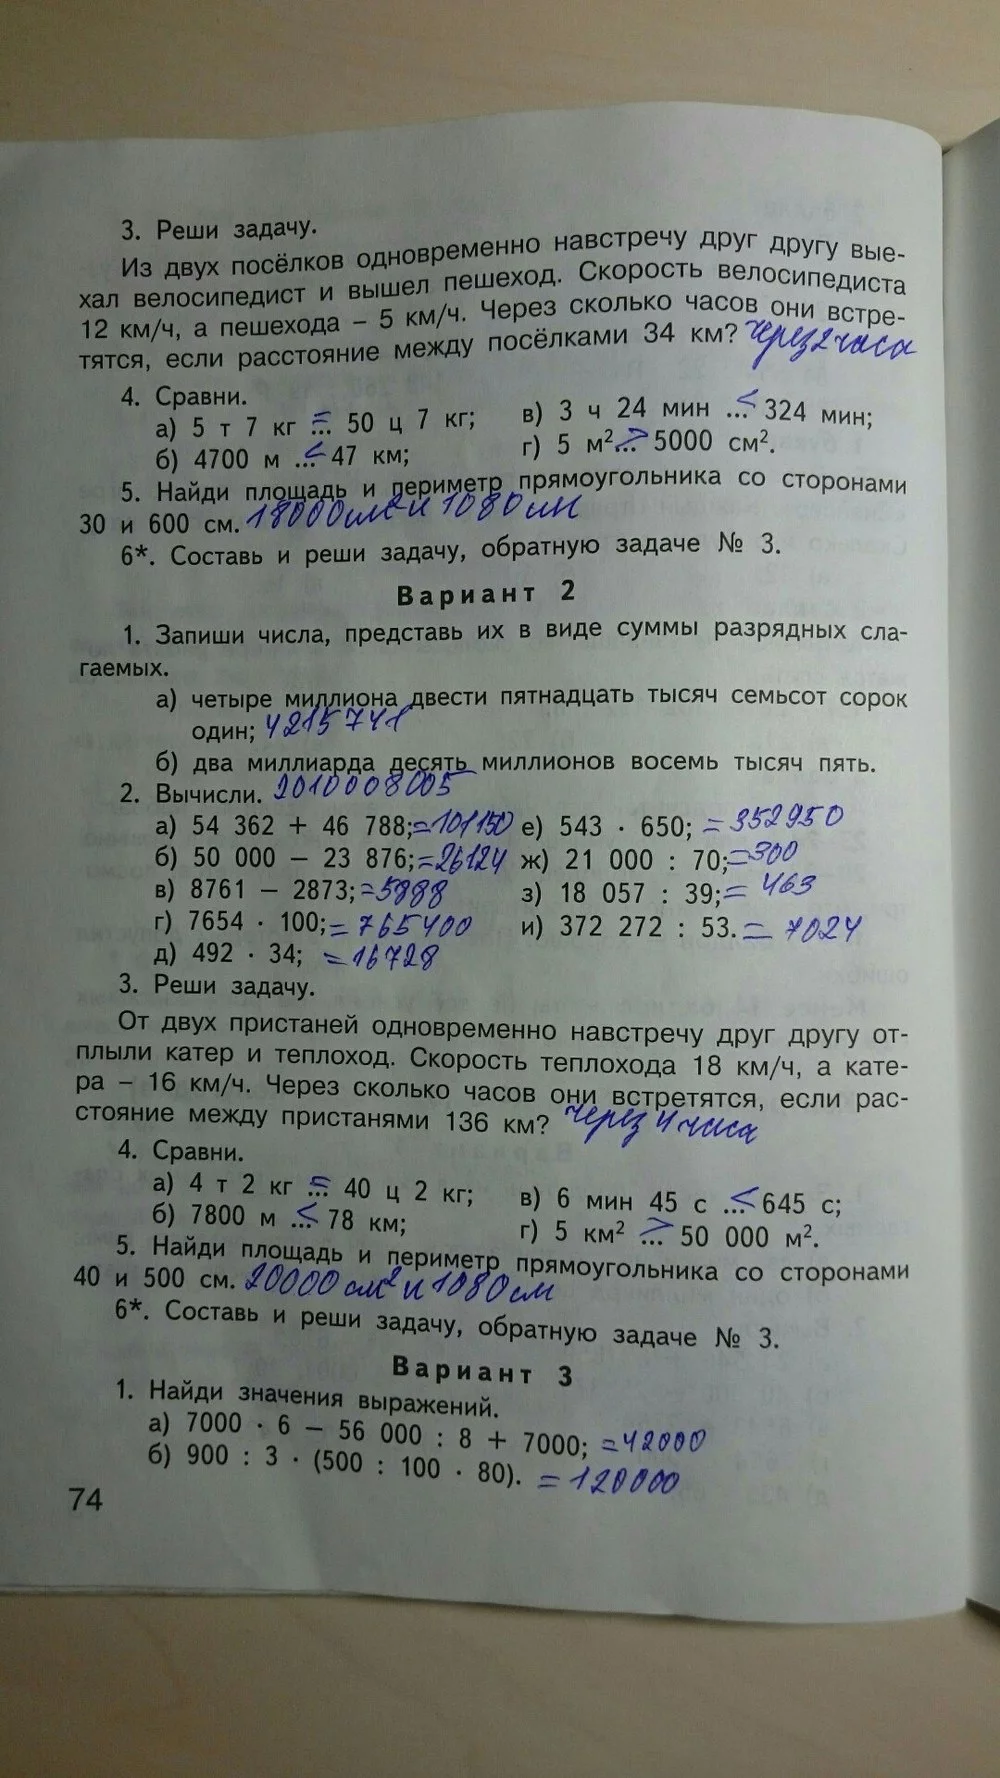 3. Реши задачу.
Из двух посёлков одновременно навстречу друг другу вые-
хал велосипедист и вышел пешеход. Скорость велосипедиста
12 км/ч, а пешехода – 5 км/ч. Через сколько часов они встре-
тятся, если расстояние между посёлками 34 км? через 2 часа
4. Сравни.
а) 5 т 7 кг ... = 50 ц 7 кг; в) 3 ч 24 мин ... < 324 мин;
б) 4700 м ... < 47 км; г) 5 м² ... > 5000 см².
5. Найди площадь и периметр прямоугольника со сторонами
30 и 600 см. 18000 см² и 1080 см
6*. Составь и реши задачу, обратную задаче № 3.
Вариант 2
1. Запиши числа, представь их в виде суммы разрядных сла-
гаемых.
а) четыре миллиона двести пятнадцать тысяч семьсот сорок
один; 4215741
б) два миллиарда десять миллионов восемь тысяч пять.
2. Вычисли. 2010008005
а) 54 362 + 46 788; =101150 е) 543 · 650; = 352950
б) 50 000 – 23 876; =26124 ж) 21 000 : 70; =300
в) 8761 – 2873; =5888 з) 18 057 : 39; = 463
г) 7654 · 100; = 765400 и) 372 272 : 53. = 7024
д) 492 · 34; =16728
3. Реши задачу.
От двух пристаней одновременно навстречу друг другу от-
плыли катер и теплоход. Скорость теплохода 18 км/ч, а кате-
ра – 16 км/ч. Через сколько часов они встретятся, если рас-
стояние между пристанями 136 км? через 4 часа
4. Сравни.
а) 4 т 2 кг ... = 40 ц 2 кг; в) 6 мин 45 с ... < 645 с;
б) 7800 м ... < 78 км; г) 5 км² ... > 50 000 м².
5. Найди площадь и периметр прямоугольника со сторонами
40 и 500 см. 20000 см² и 1080 см
6*. Составь и реши задачу, обратную задаче № 3.
Вариант 3
1. Найди значения выражений.
а) 7000 · 6 – 56 000 : 8 + 7000; =42000
б) 900 : 3 · (500 : 100 · 80). = 120000
74